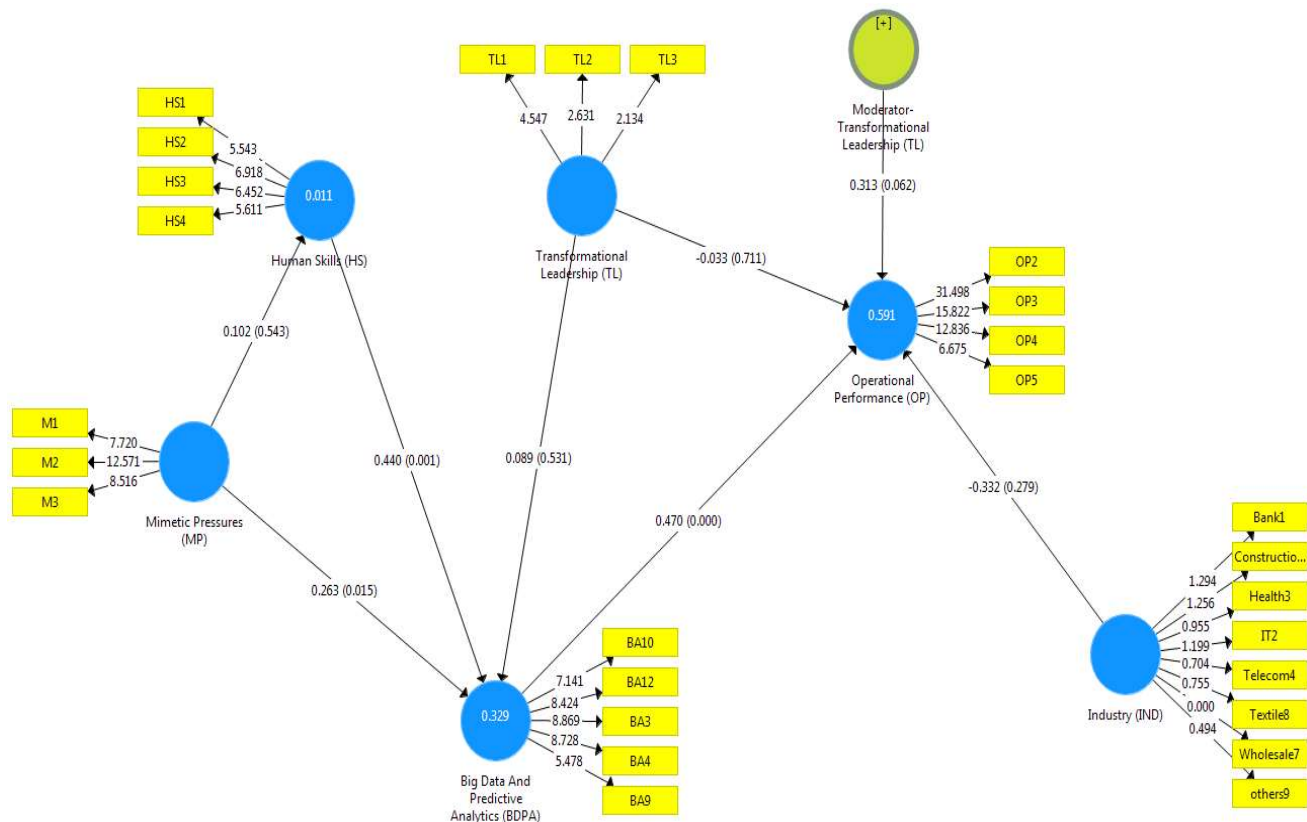 [+]
TL1
TL2
TL3
4.547
2.631
2.134
Moderator-
Transformational
Leadership (TL)
HS1
HS2
HS3
HS4
5.543
6.918
6.452
5.611
0.011
Human Skills (HS)
Transformational
Leadership (TL)
0.313 (0.062)
-0.033 (0.711)
OP2
OP3
OP4
OP5
31.498
15.822
12.836
6.675
0.591
Operational
Performance (OP)
0.102 (0.543)
M1
M2
M3
7.720
12.571
8.516
Mimetic Pressures
(MP)
0.440 (0.001)
0.089 (0.531)
0.470 (0.000)
-0.332 (0.279)
0.263 (0.015)
Bank1
Constructio...
Health3
IT2
Telecom4
Textile8
Wholesale7
others9
1.294
1.256
0.955
1.199
0.704
0.755
0.000
0.494
Industry (IND)
BA10
BA12
BA3
BA4
BA9
7.141
8.424
8.869
8.728
5.478
0.329
Big Data And
Predictive
Analytics (BDPA)